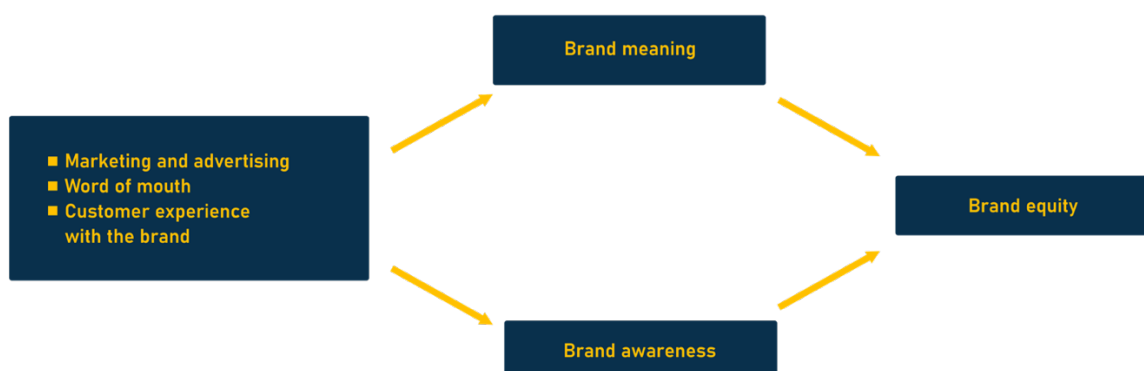 Brand meaning
■ Marketing and advertising
■ Word of mouth
■ Customer experience
with the brand
Brand equity
Brand awareness